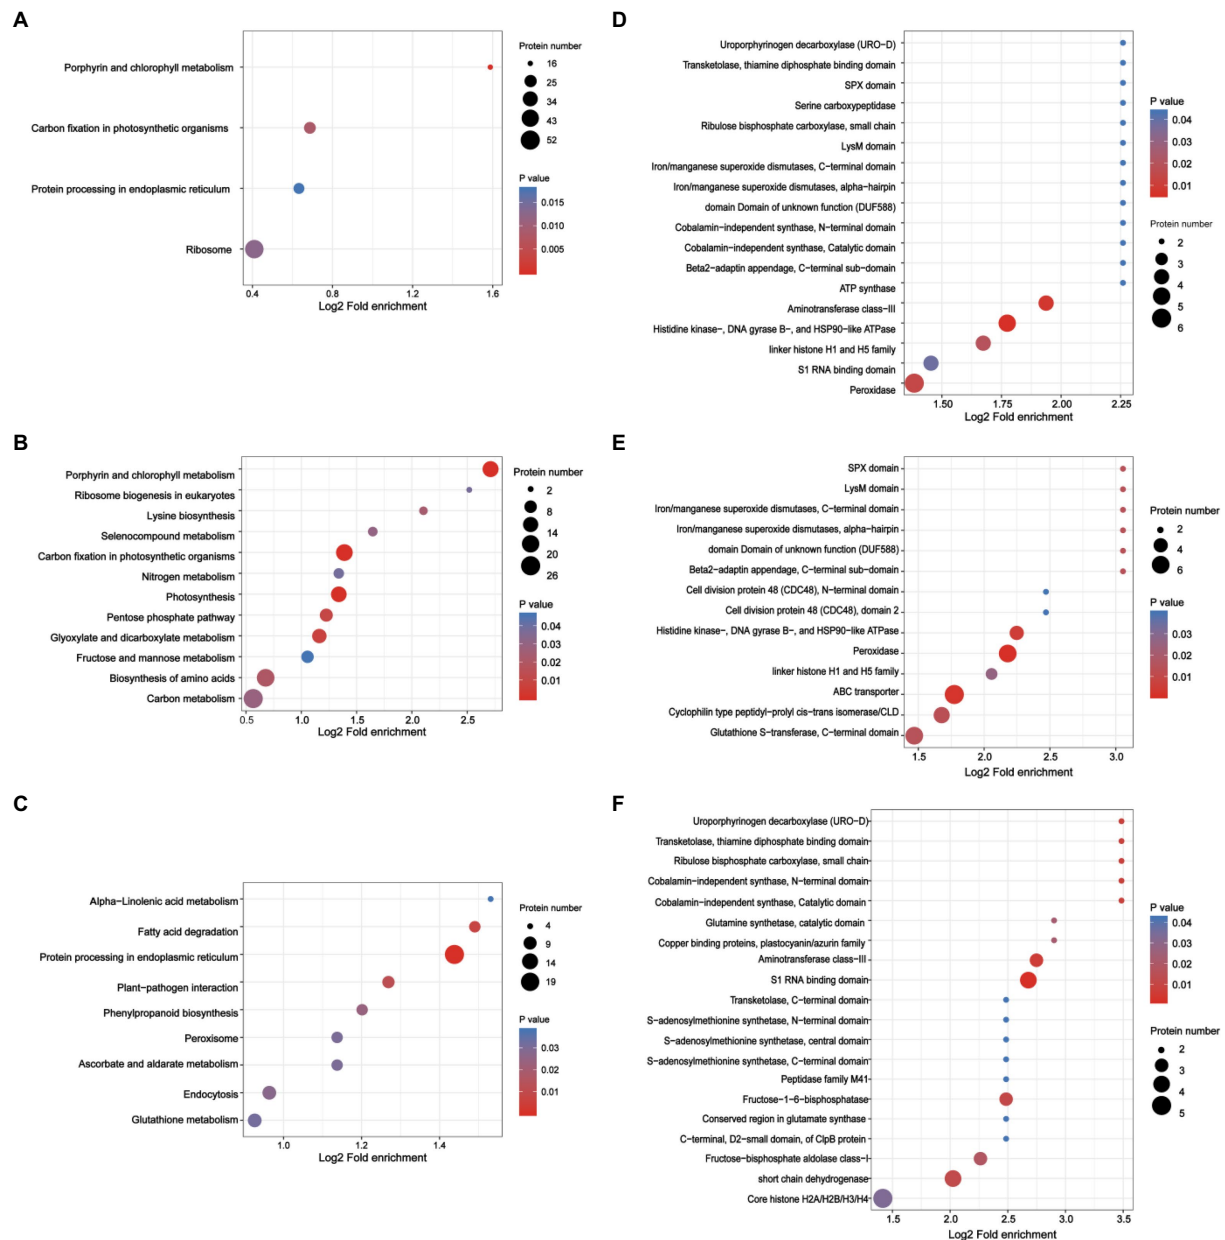 A
Porphyrin and chlorophyll metabolism
Carbon fixation in photosynthetic organisms
Protein processing in endoplasmic reticulum
Ribosome
0.4 0.8 1.2 1.6
Log2 Fold enrichment
Protein number
16
25
34
43
52
P value
0.015
0.010
0.005
B
Porphyrin and chlorophyll metabolism
Ribosome biogenesis in eukaryotes
Lysine biosynthesis
Selenocompound metabolism
Carbon fixation in photosynthetic organisms
Nitrogen metabolism
Photosynthesis
Pentose phosphate pathway
Glyoxylate and dicarboxylate metabolism
Fructose and mannose metabolism
Biosynthesis of amino acids
Carbon metabolism
0.5 1.0 1.5 2.0 2.5
Log2 Fold enrichment
Protein number
2
8
14
20
26
P value
0.04
0.03
0.02
0.01
C
Alpha−Linolenic acid metabolism
Fatty acid degradation
Protein processing in endoplasmic reticulum
Plant−pathogen interaction
Phenylpropanoid biosynthesis
Peroxisome
Ascorbate and aldarate metabolism
Endocytosis
Glutathione metabolism
1.0 1.2 1.4
Log2 Fold enrichment
Protein number
4
9
14
19
P value
0.03
0.02
0.01
D
Uroporphyrinogen decarboxylase (URO−D)
Transketolase, thiamine diphosphate binding domain
SPX domain
Serine carboxypeptidase
Ribulose bisphosphate carboxylase, small chain
LysM domain
Iron/manganese superoxide dismutases, C−terminal domain
Iron/manganese superoxide dismutases, alpha−hairpin
domain Domain of unknown function (DUF588)
Cobalamin−independent synthase, N−terminal domain
Cobalamin−independent synthase, Catalytic domain
Beta2−adaptin appendage, C−terminal sub−domain
ATP synthase
Aminotransferase class−III
Histidine kinase−, DNA gyrase B−, and HSP90−like ATPase
linker histone H1 and H5 family
S1 RNA binding domain
Peroxidase
1.50 1.75 2.00 2.25
Log2 Fold enrichment
P value
0.04
0.03
0.02
0.01
Protein number
2
3
4
5
6
E
SPX domain
LysM domain
Iron/manganese superoxide dismutases, C−terminal domain
Iron/manganese superoxide dismutases, alpha−hairpin
domain Domain of unknown function (DUF588)
Beta2−adaptin appendage, C−terminal sub−domain
Cell division protein 48 (CDC48), N−terminal domain
Cell division protein 48 (CDC48), domain 2
Histidine kinase−, DNA gyrase B−, and HSP90−like ATPase
Peroxidase
linker histone H1 and H5 family
ABC transporter
Cyclophilin type peptidyl−prolyl cis−trans isomerase/CLD
Glutathione S−transferase, C−terminal domain
1.5 2.0 2.5 3.0
Log2 Fold enrichment
Protein number
2
4
6
P value
0.03
0.02
0.01
F
Uroporphyrinogen decarboxylase (URO−D)
Transketolase, thiamine diphosphate binding domain
Ribulose bisphosphate carboxylase, small chain
Cobalamin−independent synthase, N−terminal domain
Cobalamin−independent synthase, Catalytic domain
Glutamine synthetase, catalytic domain
Copper binding proteins, plastocyanin/azurin family
Aminotransferase class−III
S1 RNA binding domain
Transketolase, C−terminal domain
S−adenosylmethionine synthetase, N−terminal domain
S−adenosylmethionine synthetase, central domain
S−adenosylmethionine synthetase, C−terminal domain
Peptidase family M41
Fructose−1−6−bisphosphatase
Conserved region in glutamate synthase
C−terminal, D2−small domain, of ClpB protein
Fructose−bisphosphate aldolase class−I
short chain dehydrogenase
Core histone H2A/H2B/H3/H4
1.5 2.0 2.5 3.0 3.5
Log2 Fold enrichment
P value
0.04
0.03
0.02
0.01
Protein number
2
3
4
5